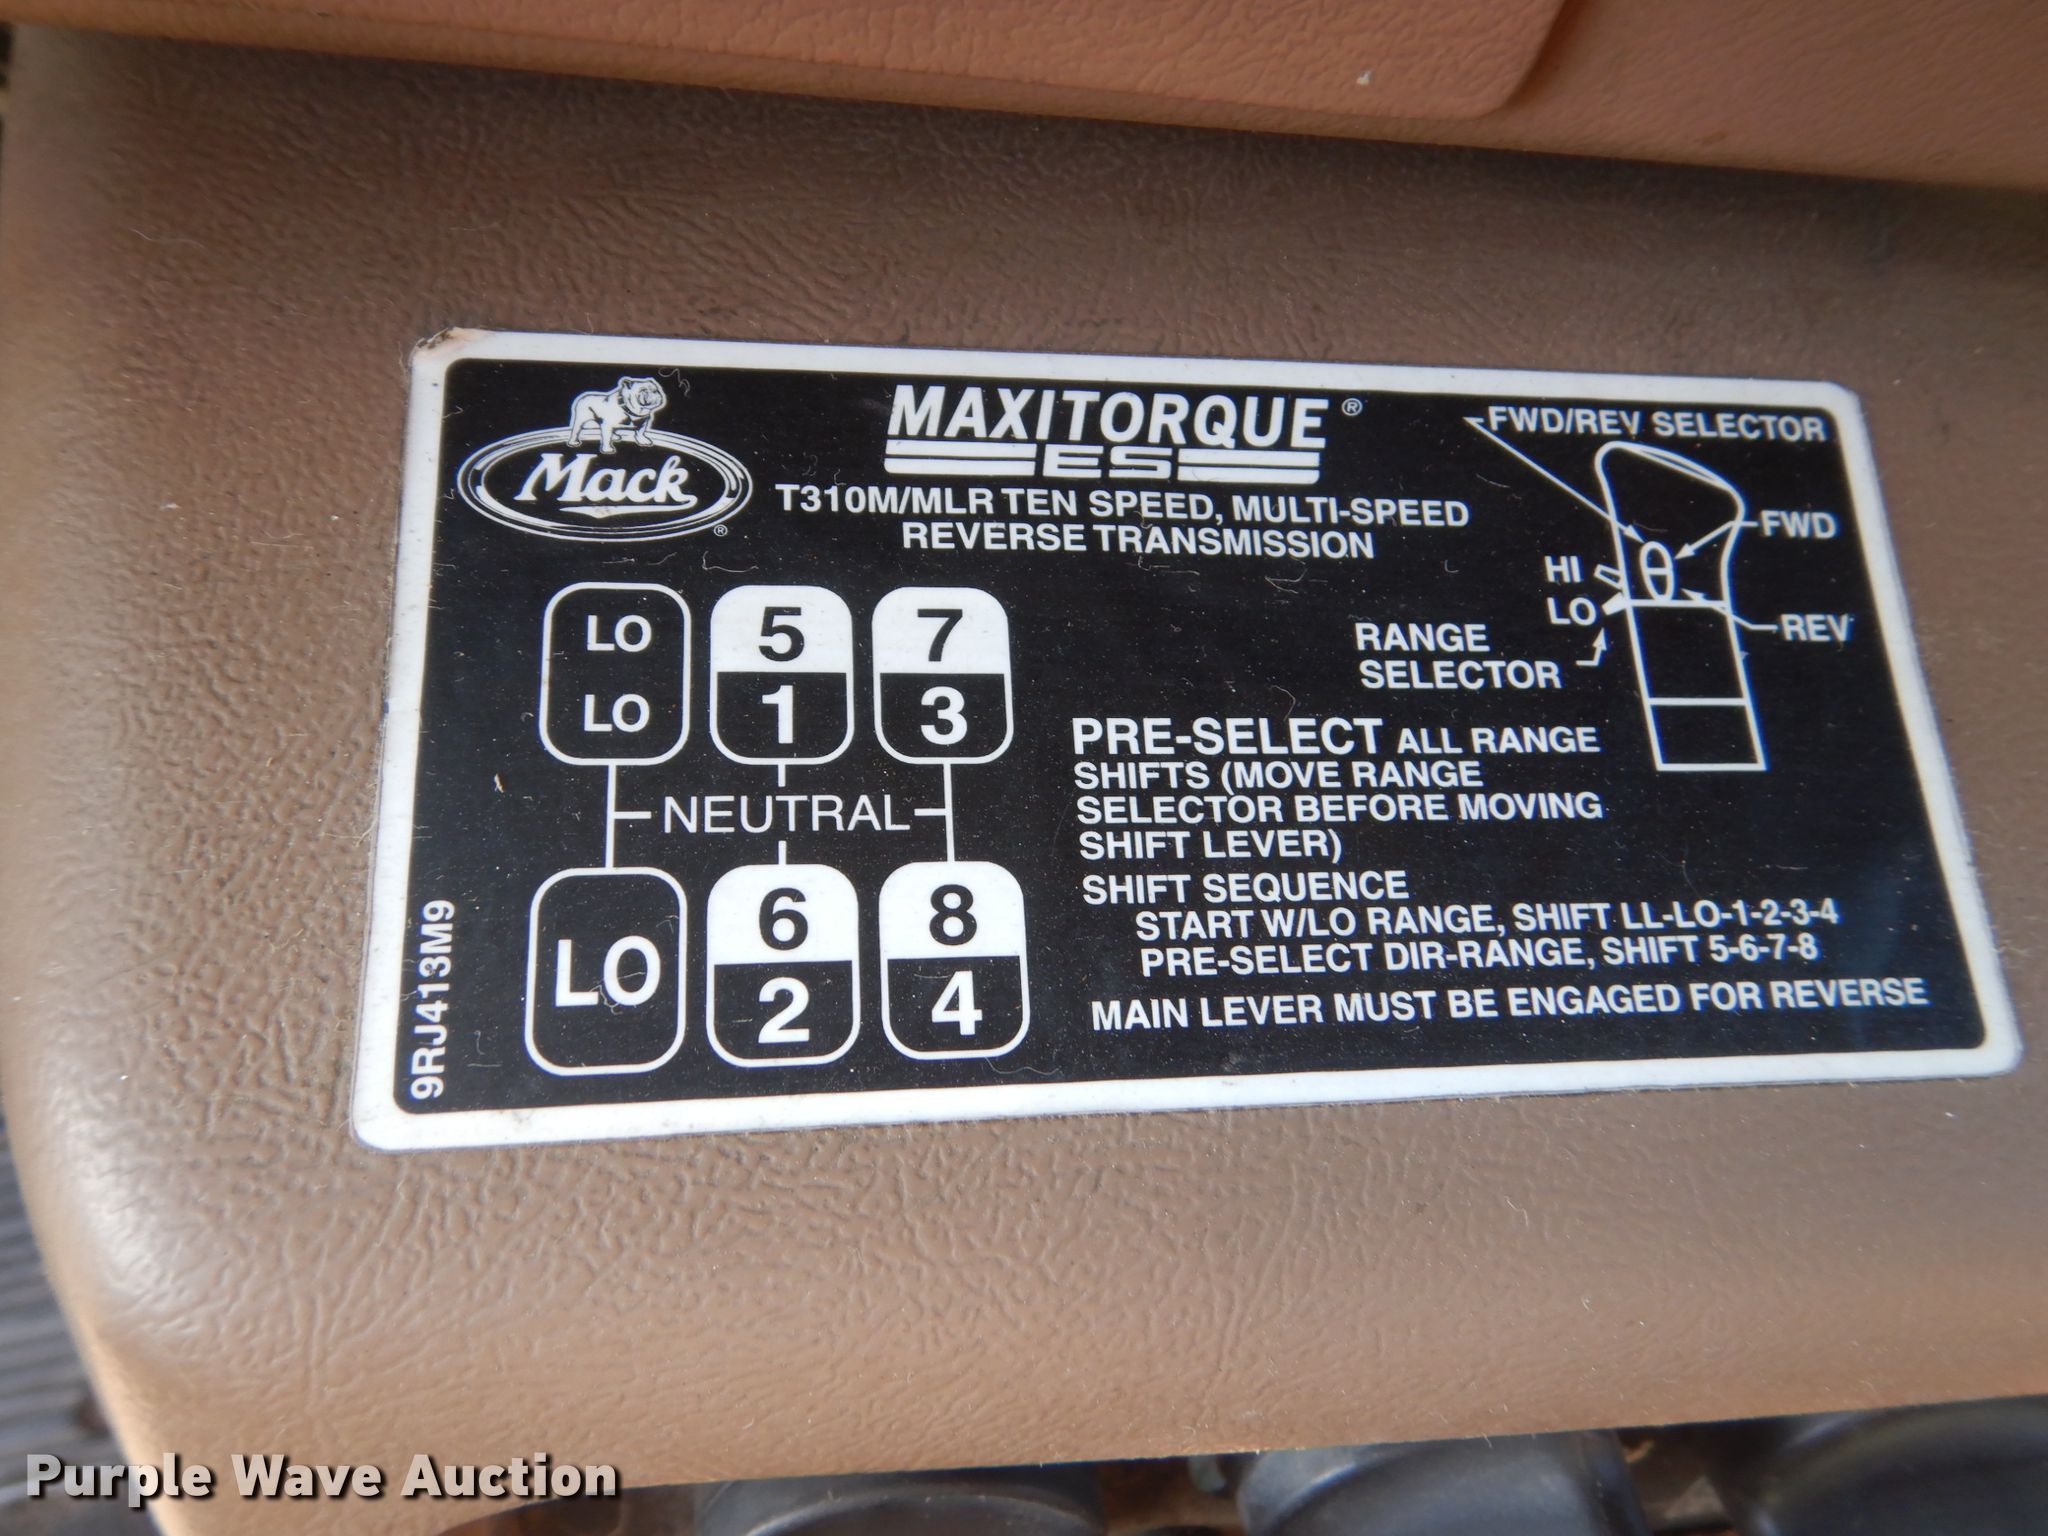 Mack ®
MAXITORQUE ®
ES
T310M/MLR TEN SPEED, MULTI-SPEED
REVERSE TRANSMISSION
FWD/REV SELECTOR
FWD
HI
LO
REV
RANGE
SELECTOR
LO 5 7
LO 1 3
NEUTRAL
6 8
LO
2 4
PRE-SELECT ALL RANGE
SHIFTS (MOVE RANGE
SELECTOR BEFORE MOVING
SHIFT LEVER)
SHIFT SEQUENCE
START W/LO RANGE, SHIFT LL-LO-1-2-3-4
PRE-SELECT DIR-RANGE, SHIFT 5-6-7-8
MAIN LEVER MUST BE ENGAGED FOR REVERSE
9RJ413M9
Purple Wave Auction